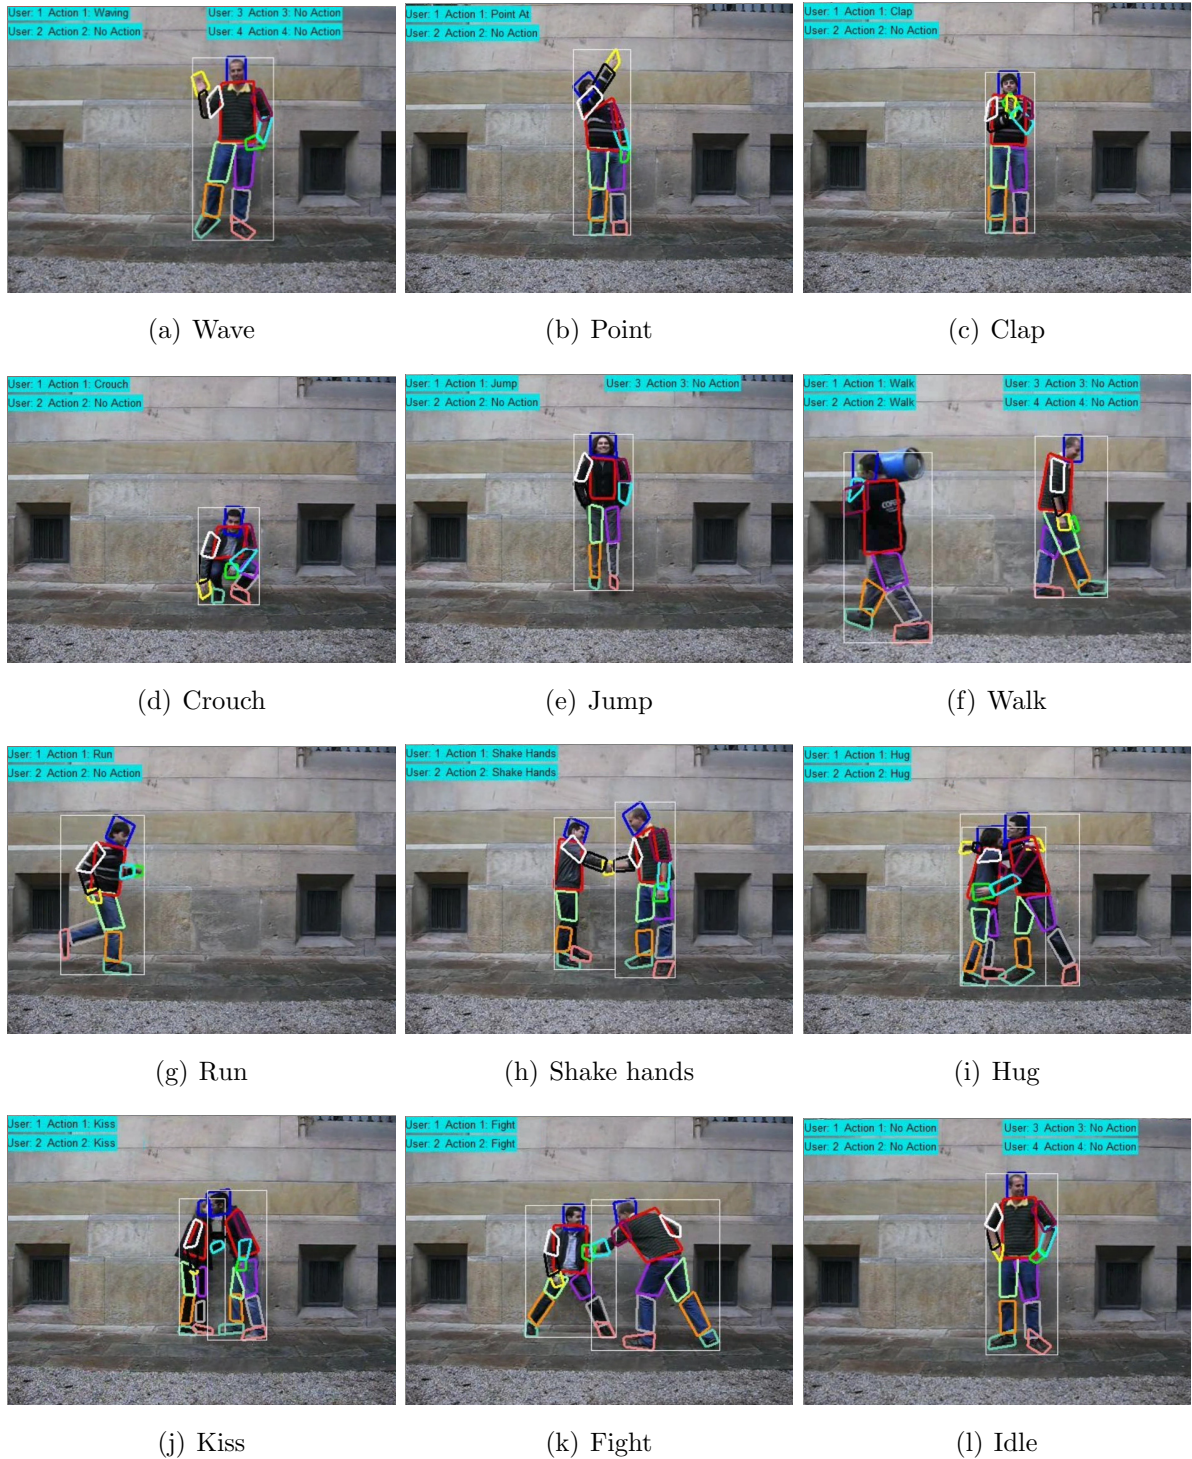 User: 1 Action 1: Waving User: 3 Action 3: No Action
User: 2 Action 2: No Action User: 4 Action 4: No Action
(a) Wave
User: 1 Action 1: Point At
User: 2 Action 2: No Action
(b) Point
User: 1 Action 1: Clap
User: 2 Action 2: No Action
(c) Clap
User: 1 Action 1: Crouch
User: 2 Action 2: No Action
(d) Crouch
User: 1 Action 1: Jump User: 3 Action 3: No Action
User: 2 Action 2: No Action
(e) Jump
User: 1 Action 1: Walk User: 3 Action 3: No Action
User: 2 Action 2: Walk User: 4 Action 4: No Action
(f) Walk
User: 1 Action 1: Run
User: 2 Action 2: No Action
(g) Run
User: 1 Action 1: Shake Hands
User: 2 Action 2: Shake Hands
(h) Shake hands
User: 1 Action 1: Hug
User: 2 Action 2: Hug
(i) Hug
User: 1 Action 1: Kiss
User: 2 Action 2: Kiss
(j) Kiss
User: 1 Action 1: Fight
User: 2 Action 2: Fight
(k) Fight
User: 1 Action 1: No Action User: 3 Action 3: No Action
User: 2 Action 2: No Action User: 4 Action 4: No Action
(l) Idle